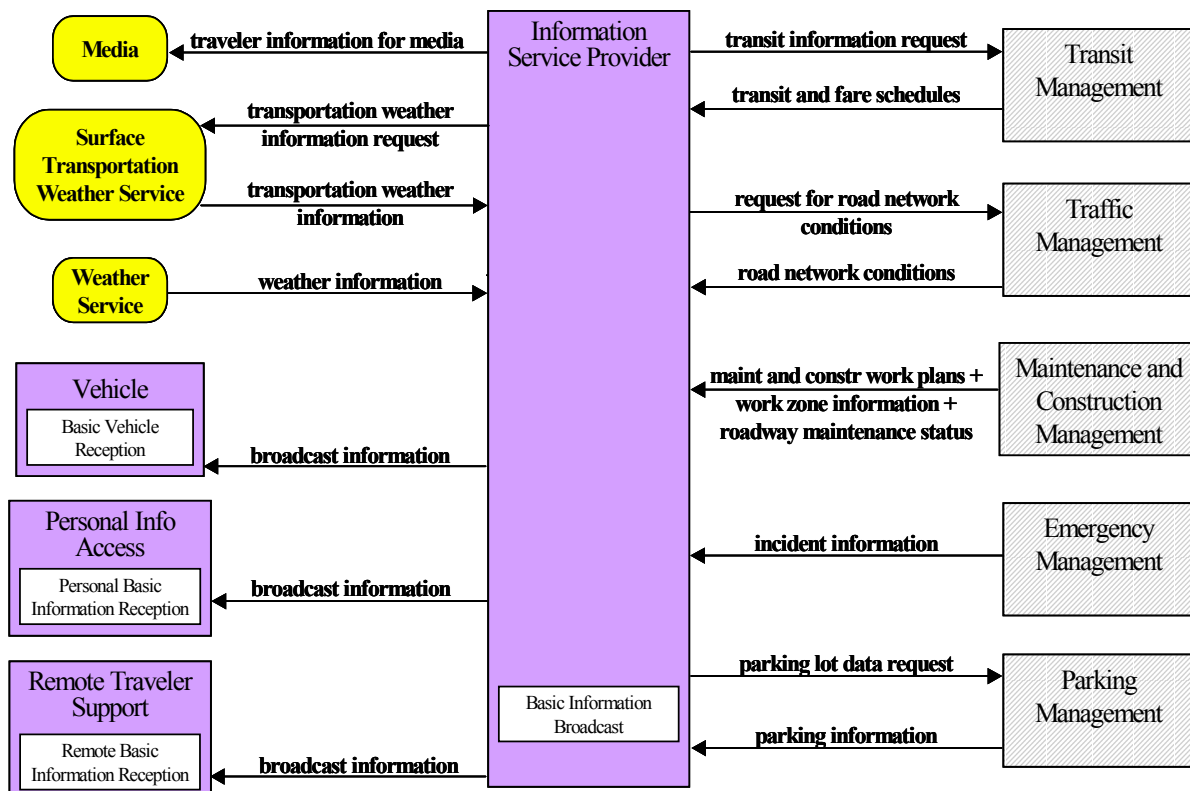 Media
traveler information for media
Information
Service Provider
transit information request
Transit
Management
transit and fare schedules
transportation weather
information request
Surface
Transportation
Weather Service
transportation weather
information
request for road network
conditions
Traffic
Management
road network conditions
Weather
Service
weather information
Vehicle
Basic Vehicle
Reception
broadcast information
maint and constr work plans +
work zone information +
roadway maintenance status
Maintenance and
Construction
Management
Personal Info
Access
Personal Basic
Information Reception
broadcast information
incident information
Emergency
Management
Remote Traveler
Support
Remote Basic
Information Reception
broadcast information
Basic Information
Broadcast
parking lot data request
parking information
Parking
Management